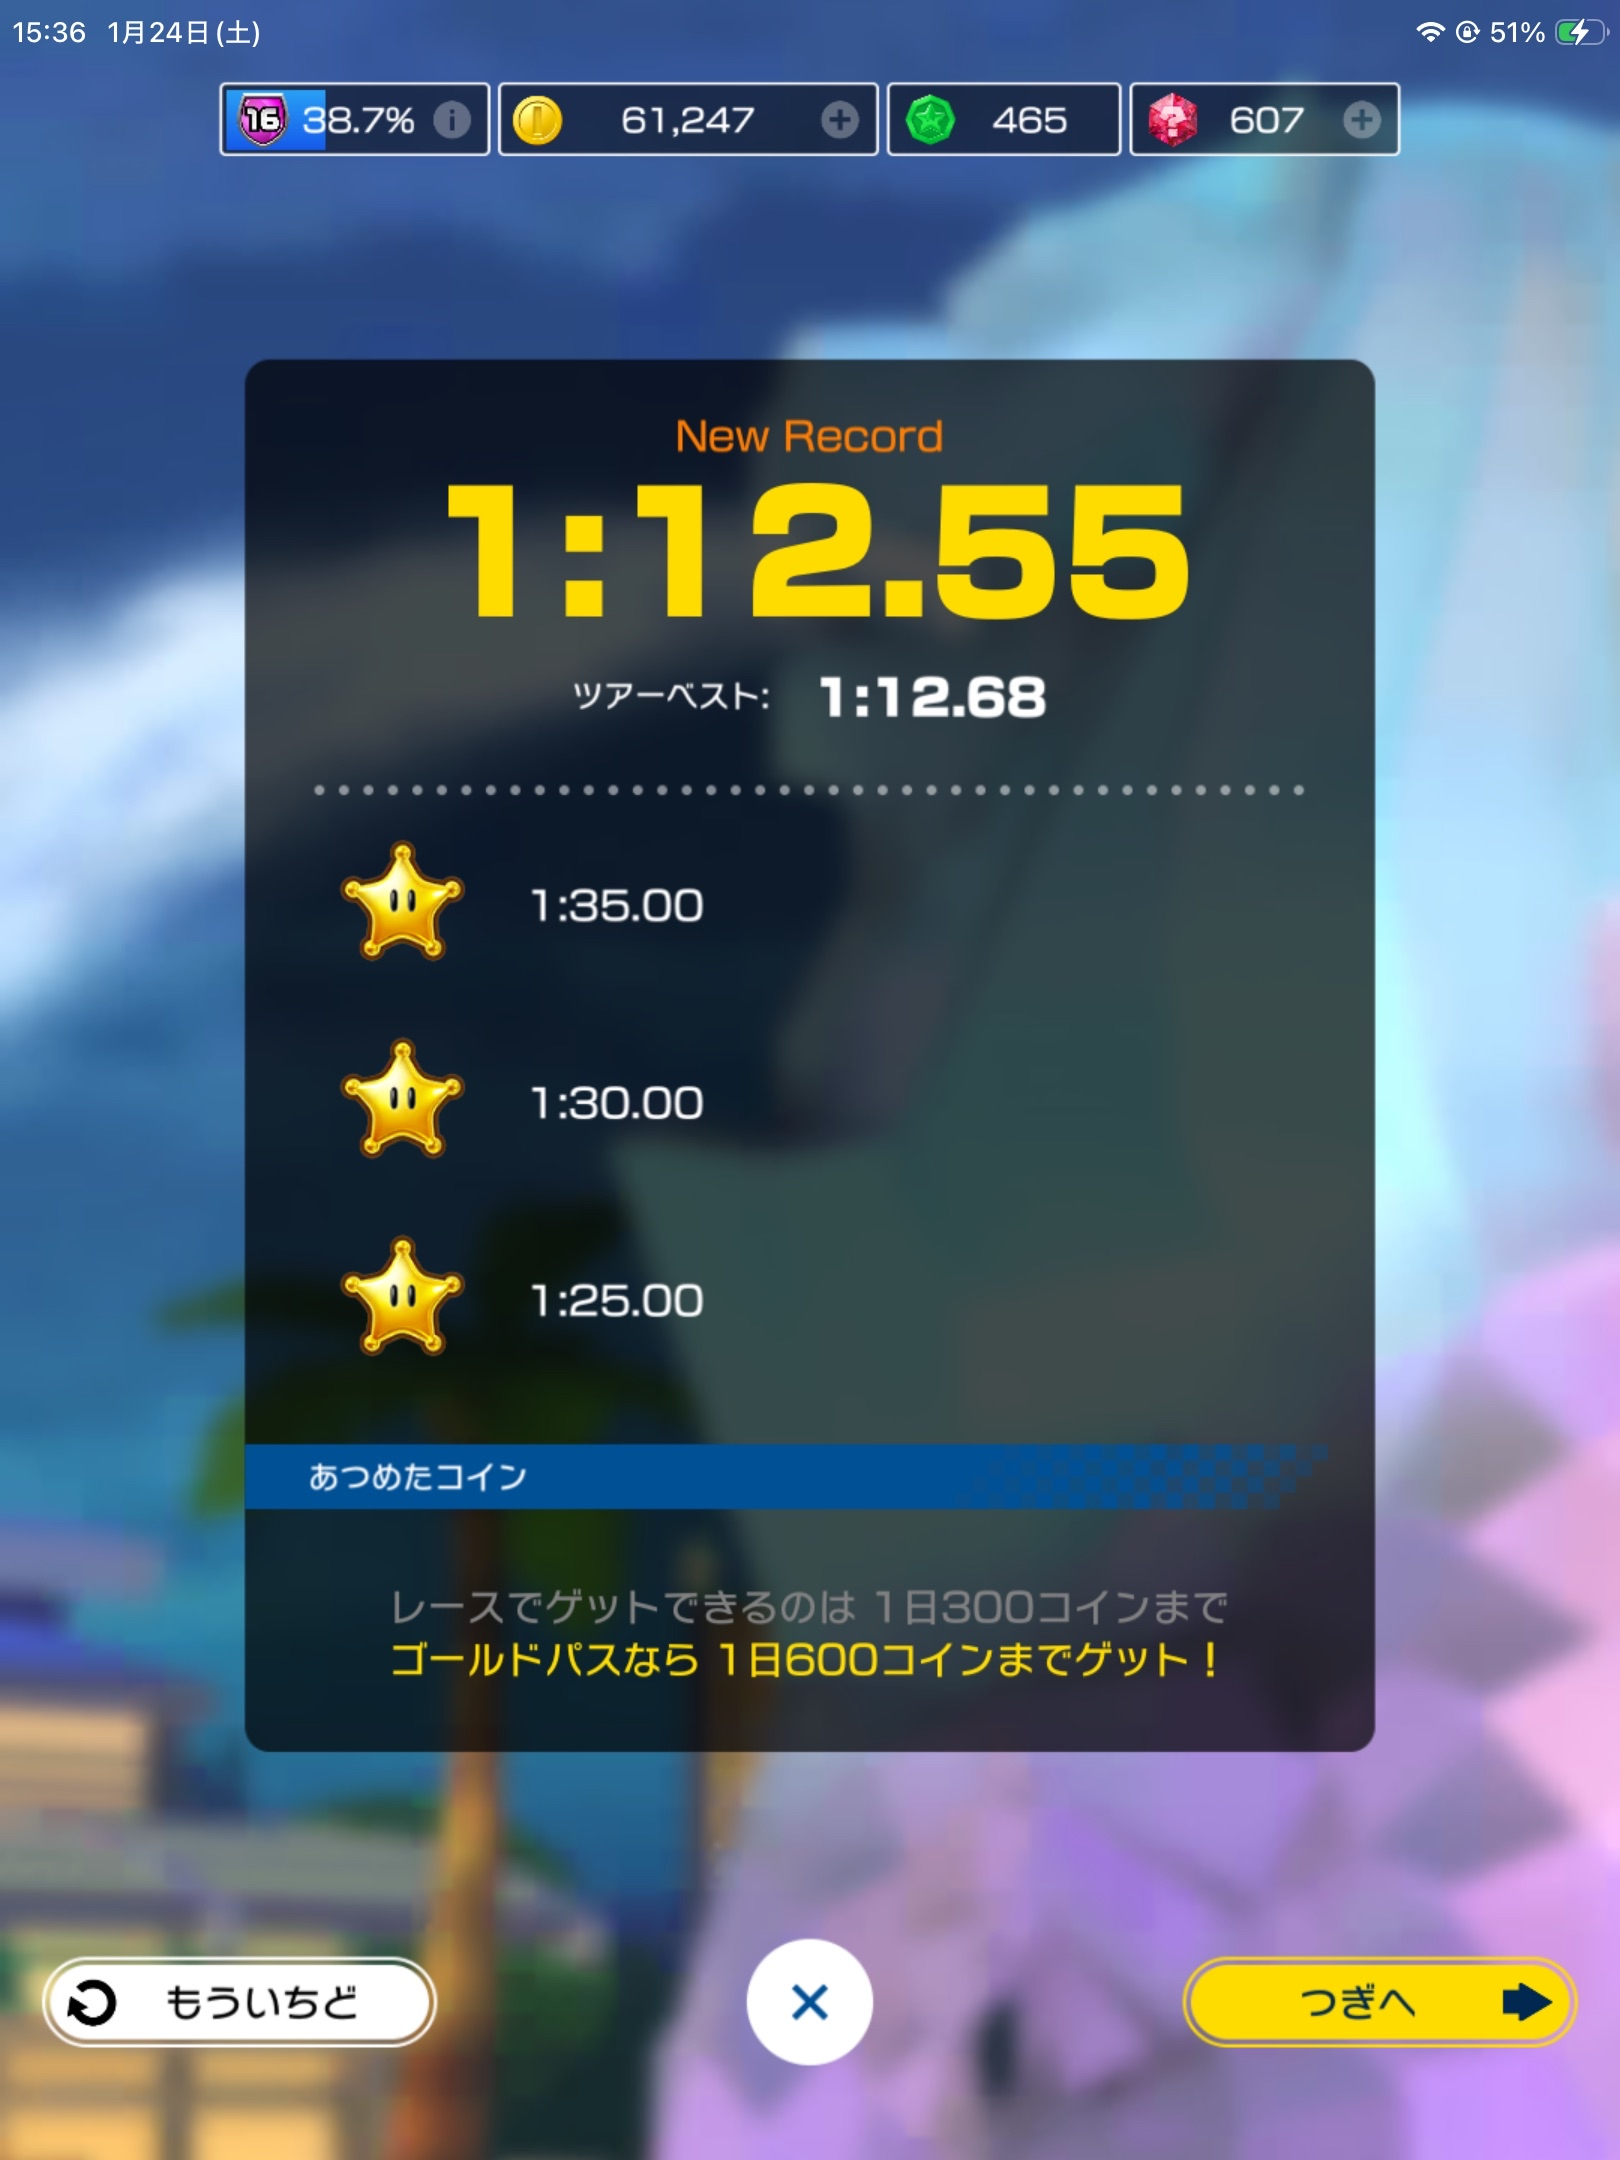 15:36 1月24日(土)
51%
16 38.7% i 61,247 + 465 ? 607 +
New Record
1:12.55
ツアーベスト: 1:12.68
1:35.00
1:30.00
1:25.00
あつめたコイン
レースでゲットできるのは 1日300コインまで
ゴールドパスなら 1日600コインまでゲット！
もういちど × つぎへ